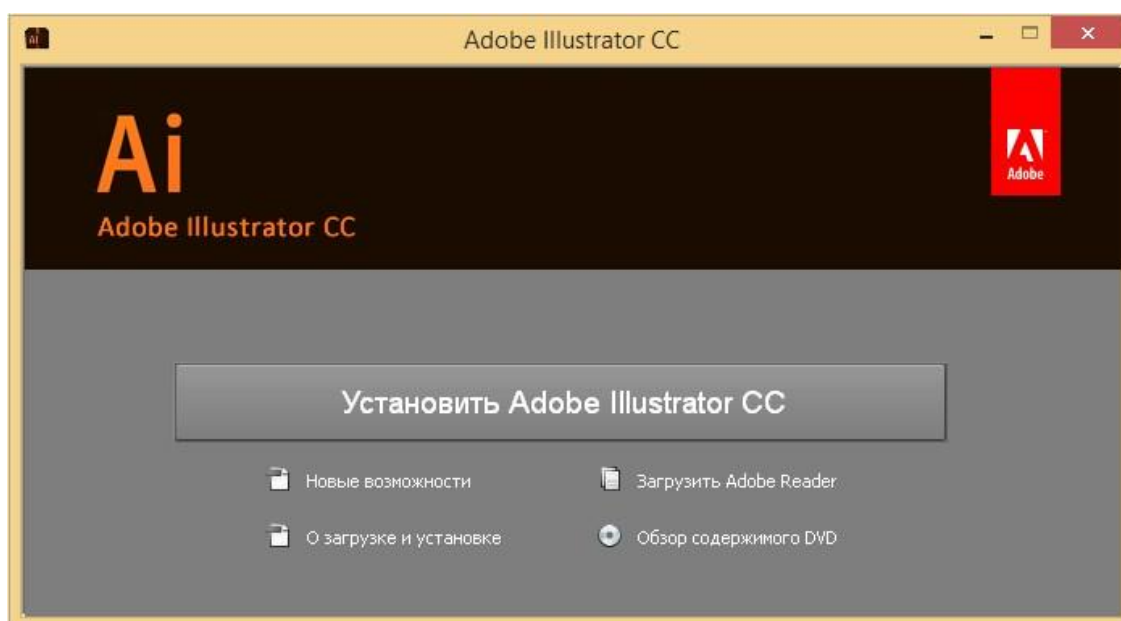 Adobe Illustrator CC
Ai
Adobe
Adobe Illustrator CC
Установить Adobe Illustrator CC
Новые возможности
Загрузить Adobe Reader
О загрузке и установке
Обзор содержимого DVD